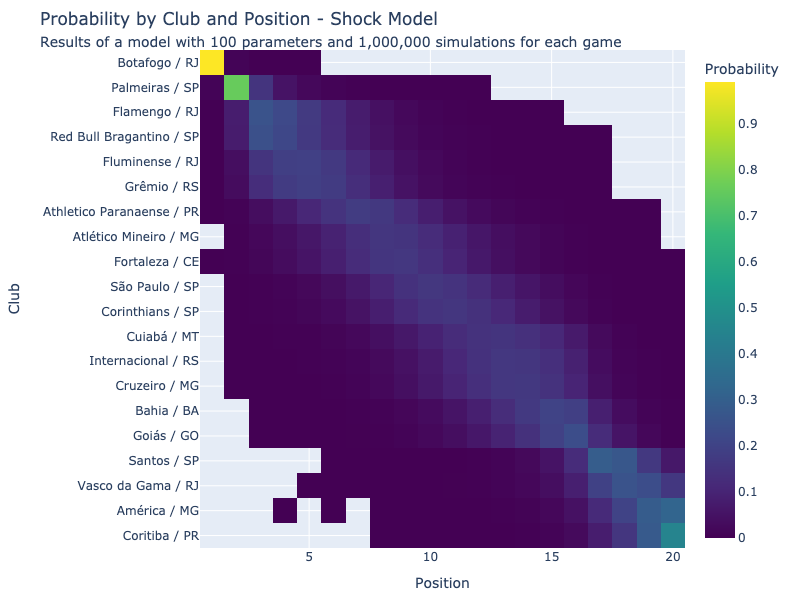 Probability by Club and Position - Shock Model
Results of a model with 100 parameters and 1,000,000 simulations for each game
Probability
Botafogo / RJ
Palmeiras / SP
Flamengo / RJ
Red Bull Bragantino / SP
Fluminense / RJ
Grêmio / RS
Athletico Paranaense / PR
Atlético Mineiro / MG
Fortaleza / CE
São Paulo / SP
Corinthians / SP
Cuiabá / MT
Internacional / RS
Cruzeiro / MG
Bahia / BA
Goiás / GO
Santos / SP
Vasco da Gama / RJ
América / MG
Coritiba / PR
Club
5
10
15
20
Position
0.9
0.8
0.7
0.6
0.5
0.4
0.3
0.2
0.1
0